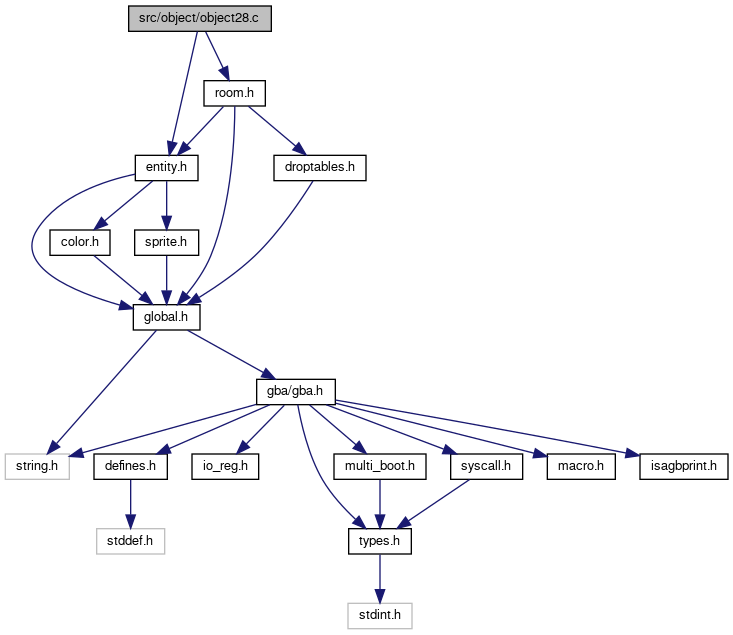 src/object/object28.c
room.h
entity.h
droptables.h
color.h
sprite.h
global.h
gba/gba.h
string.h
defines.h
io_reg.h
multi_boot.h
syscall.h
macro.h
isagbprint.h
stddef.h
types.h
stdint.h